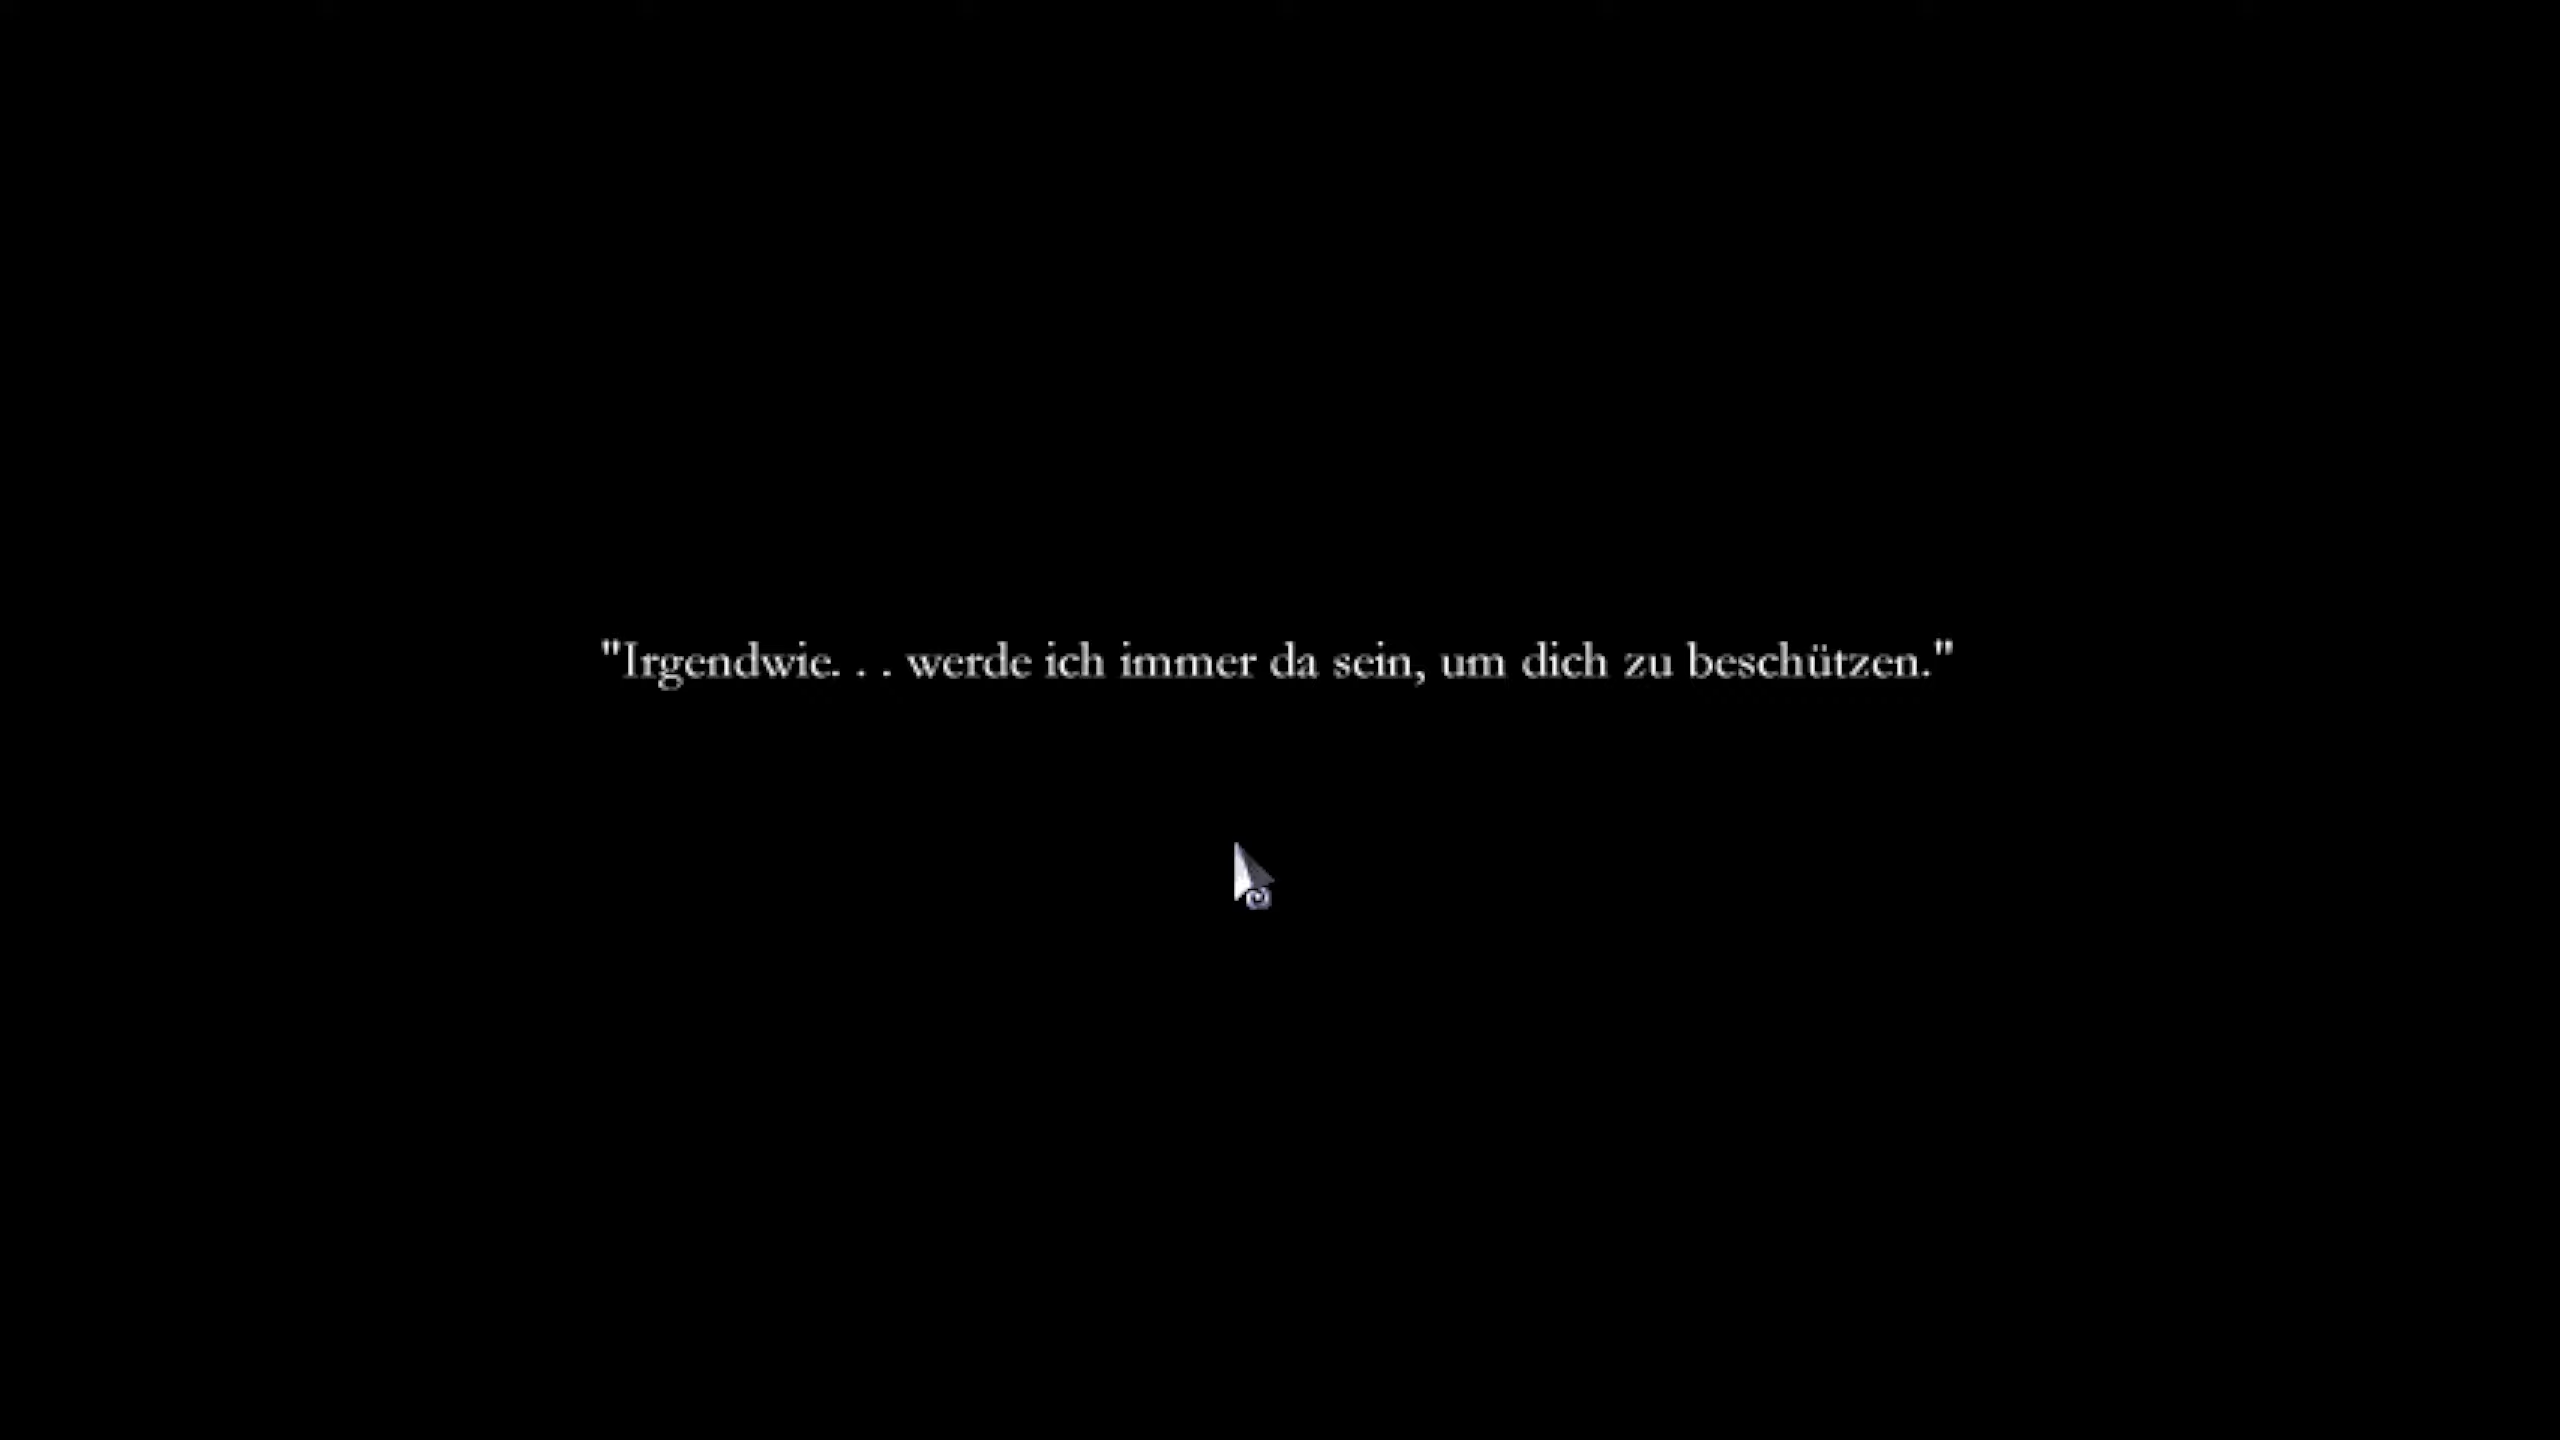 "Irgendwie. . . werde ich immer da sein, um dich zu beschützen."